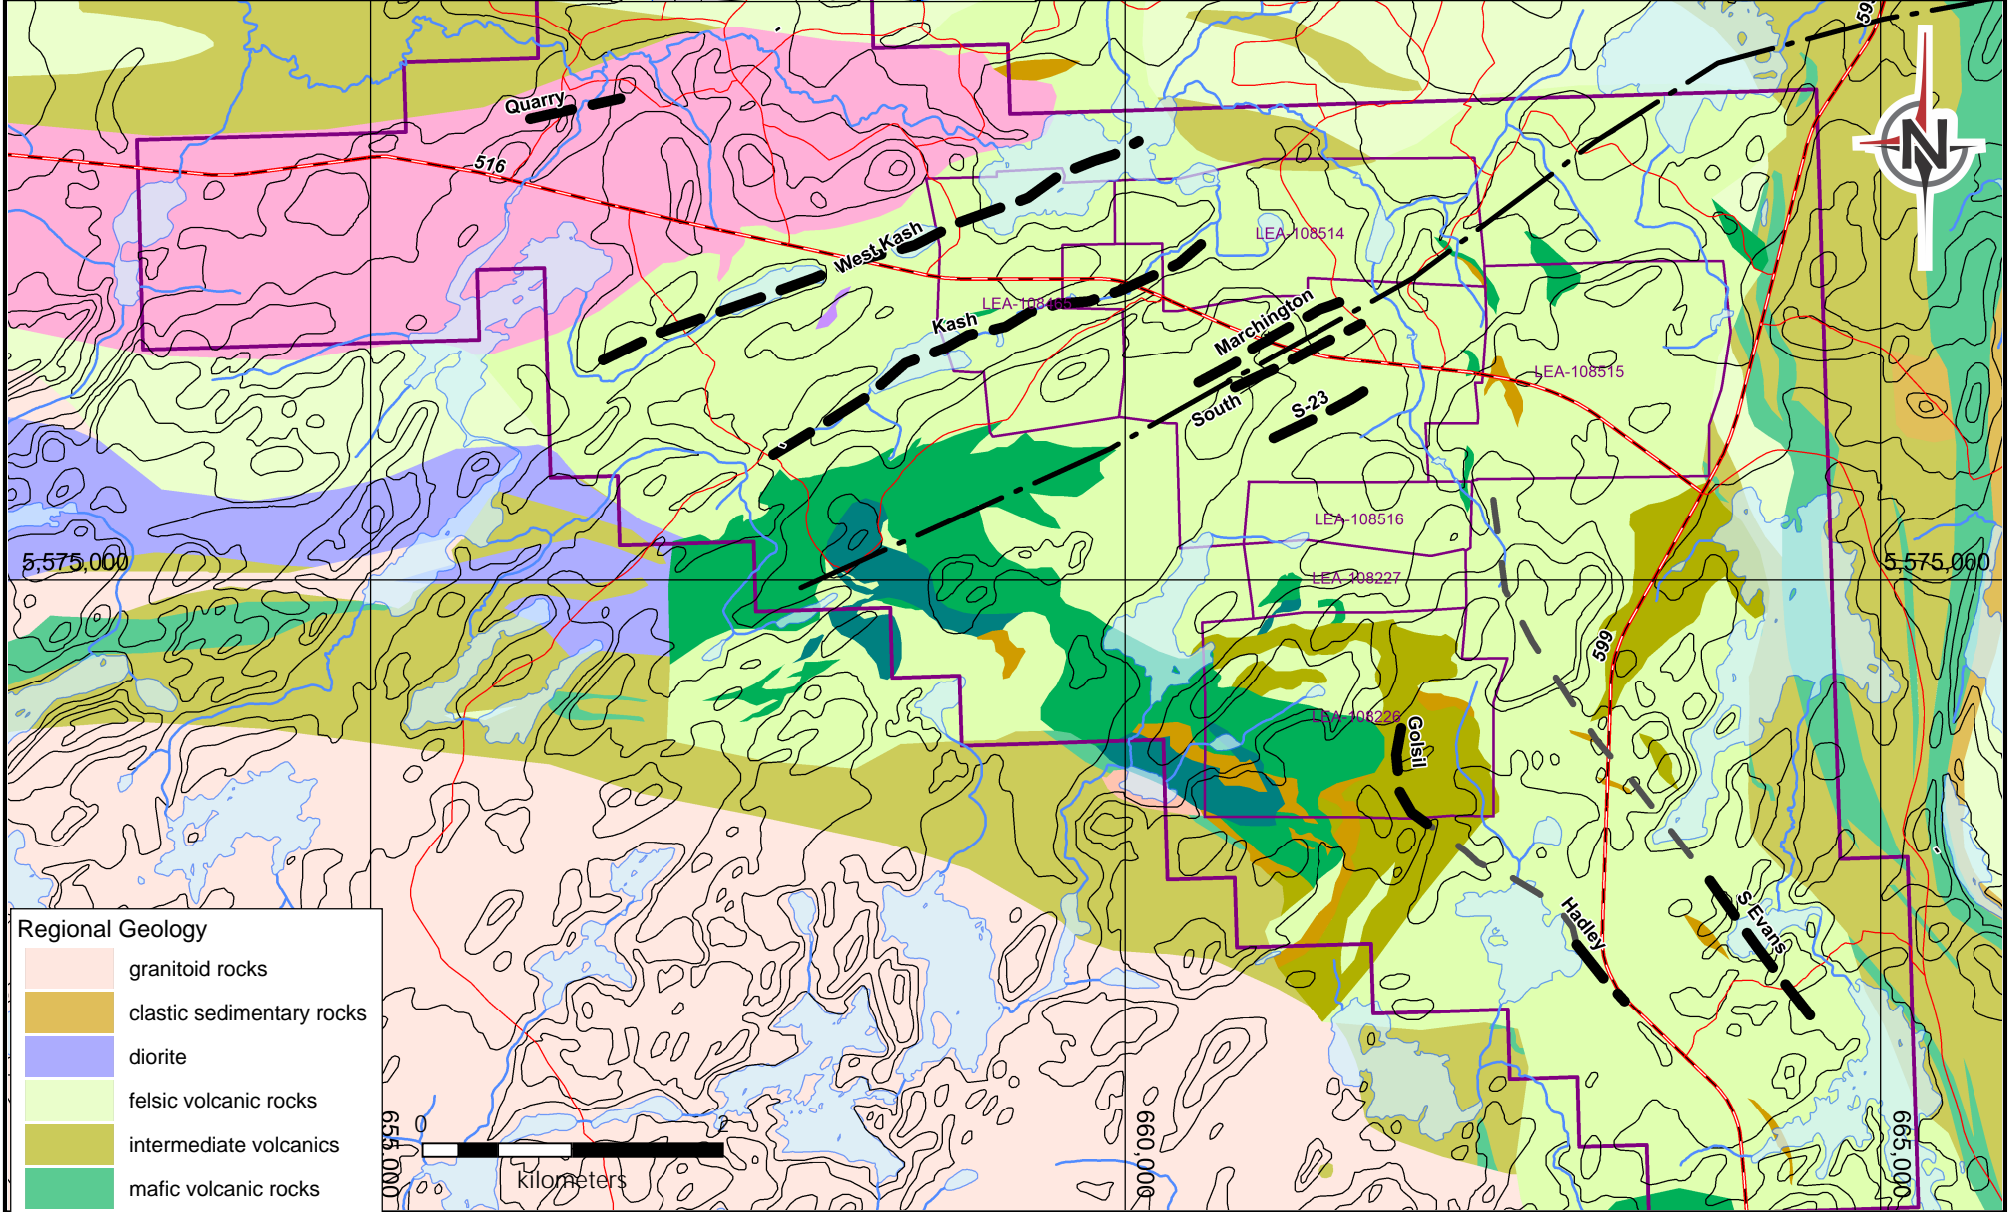 599
N
Quarry
516
West Kash
LEA-108514
LEA-108465
Kash
Marchington
South
S-23
LEA-108515
LEA-108516
5,575,000
5,575,000
LEA-108227
599
LEA-108226
Golsil
Hadley
S Evans
Regional Geology
granitoid rocks
clastic sedimentary rocks
diorite
felsic volcanic rocks
intermediate volcanics
mafic volcanic rocks
0
2
kilometers
655,000
660,000
665,000